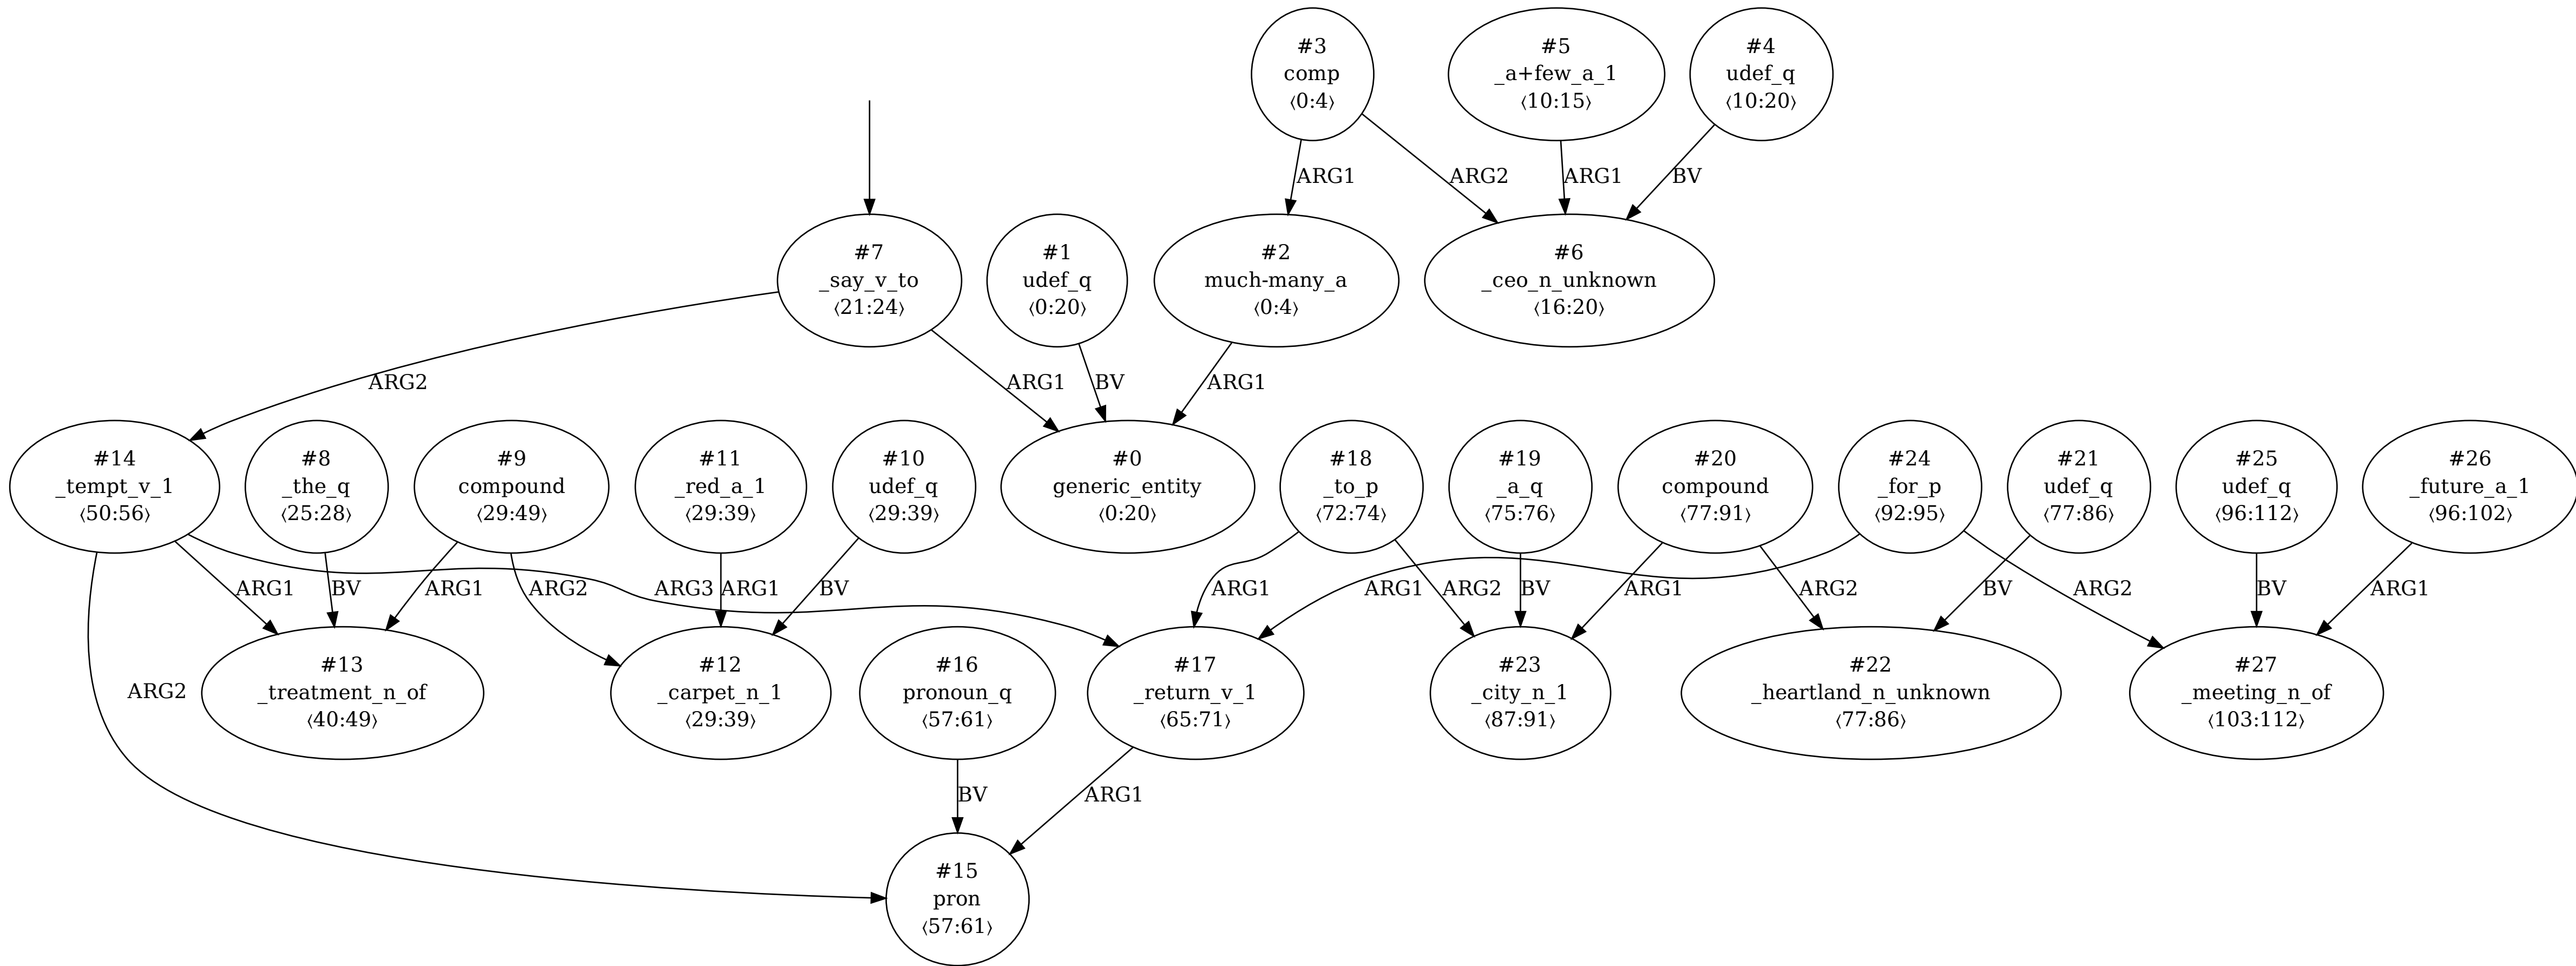 #3
comp
⟨0:4⟩
#5
_a+few_a_1
⟨10:15⟩
#4
udef_q
⟨10:20⟩
ARG1
ARG2
ARG1
BV
#7
_say_v_to
⟨21:24⟩
#1
udef_q
⟨0:20⟩
#2
much-many_a
⟨0:4⟩
#6
_ceo_n_unknown
⟨16:20⟩
ARG2
ARG1
BV
ARG1
#14
_tempt_v_1
⟨50:56⟩
#8
_the_q
⟨25:28⟩
#9
compound
⟨29:49⟩
#11
_red_a_1
⟨29:39⟩
#10
udef_q
⟨29:39⟩
#0
generic_entity
⟨0:20⟩
#18
_to_p
⟨72:74⟩
#19
_a_q
⟨75:76⟩
#20
compound
⟨77:91⟩
#24
_for_p
⟨92:95⟩
#21
udef_q
⟨77:86⟩
#25
udef_q
⟨96:112⟩
#26
_future_a_1
⟨96:102⟩
ARG1
BV
ARG1
ARG2
ARG3
ARG1
BV
ARG1
ARG1
ARG2
BV
ARG1
ARG2
BV
ARG2
BV
ARG1
#13
_treatment_n_of
⟨40:49⟩
#12
_carpet_n_1
⟨29:39⟩
#16
pronoun_q
⟨57:61⟩
#17
_return_v_1
⟨65:71⟩
#23
_city_n_1
⟨87:91⟩
#22
_heartland_n_unknown
⟨77:86⟩
#27
_meeting_n_of
⟨103:112⟩
ARG2
BV
ARG1
#15
pron
⟨57:61⟩